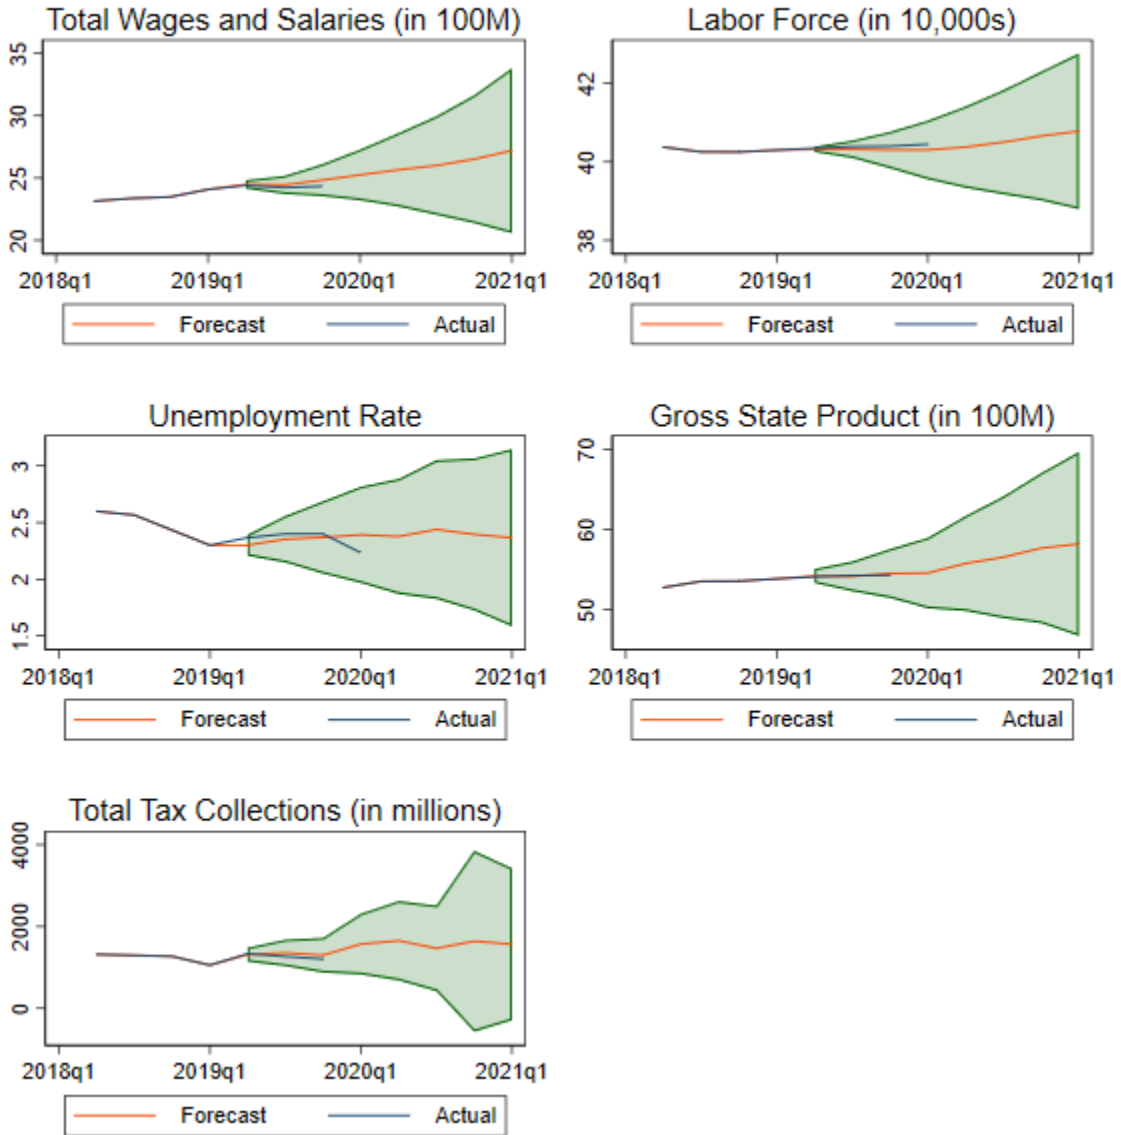 Total Wages and Salaries (in 100M)
35
30
25
20
2018q1 2019q1 2020q1 2021q1
Forecast Actual
Labor Force (in 10,000s)
42
40
38
2018q1 2019q1 2020q1 2021q1
Forecast Actual
Unemployment Rate
3
2.5
2
1.5
2018q1 2019q1 2020q1 2021q1
Forecast Actual
Gross State Product (in 100M)
70
60
50
2018q1 2019q1 2020q1 2021q1
Forecast Actual
Total Tax Collections (in millions)
4000
2000
0
2018q1 2019q1 2020q1 2021q1
Forecast Actual